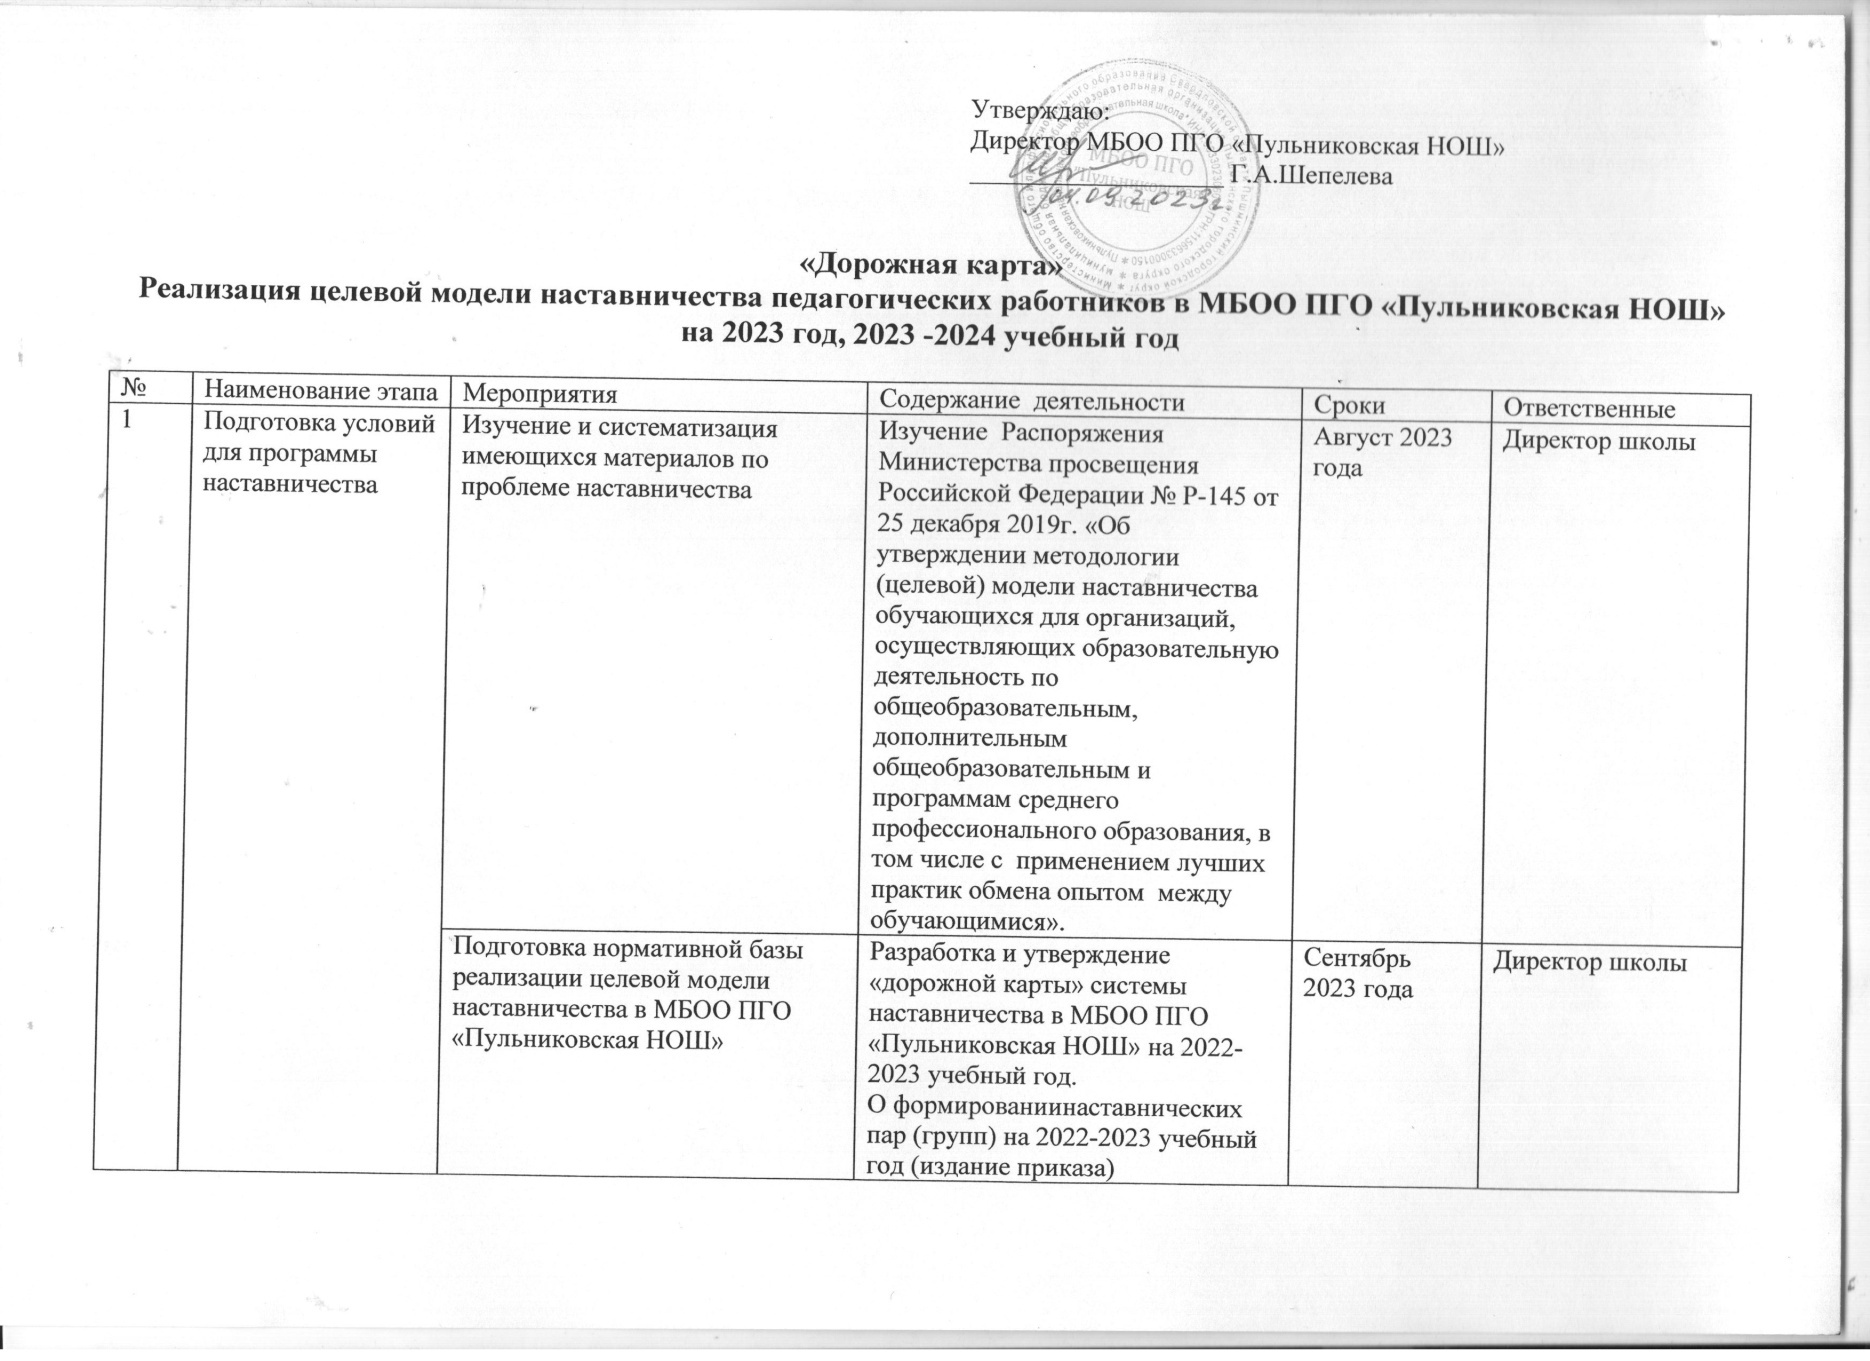 Утверждаю:
Директор МБОО ПГО «Пульниковская НОШ»
Г.А.Шепелева
04.09.2023г.
МБОО ПГО
"Пульниковская
НОШ"
«Дорожная карта»
Реализация целевой модели наставничества педагогических работников в МБОО ПГО «Пульниковская НОШ»
на 2023 год, 2023 -2024 учебный год
№ Наименование этапа Мероприятия Содержание деятельности Сроки Ответственные
1
Подготовка условий
для программы
наставничества
Изучение и систематизация
имеющихся материалов по
проблеме наставничества
Изучение Распоряжения
Министерства просвещения
Российской Федерации № Р-145 от
25 декабря 2019г. «Об
утверждении методологии
(целевой) модели наставничества
обучающихся для организаций,
осуществляющих образовательную
деятельность по
общеобразовательным,
дополнительным
общеобразовательным и
программам среднего
профессионального образования, в
том числе с применением лучших
практик обмена опытом между
обучающимися».
Август 2023
года
Директор школы
Подготовка нормативной базы
реализации целевой модели
наставничества в МБОО ПГО
«Пульниковская НОШ»
Разработка и утверждение
«дорожной карты» системы
наставничества в МБОО ПГО
«Пульниковская НОШ» на 2022-
2023 учебный год.
О формированиинаставнических
пар (групп) на 2022-2023 учебный
год (издание приказа)
Сентябрь
2023 года
Директор школы